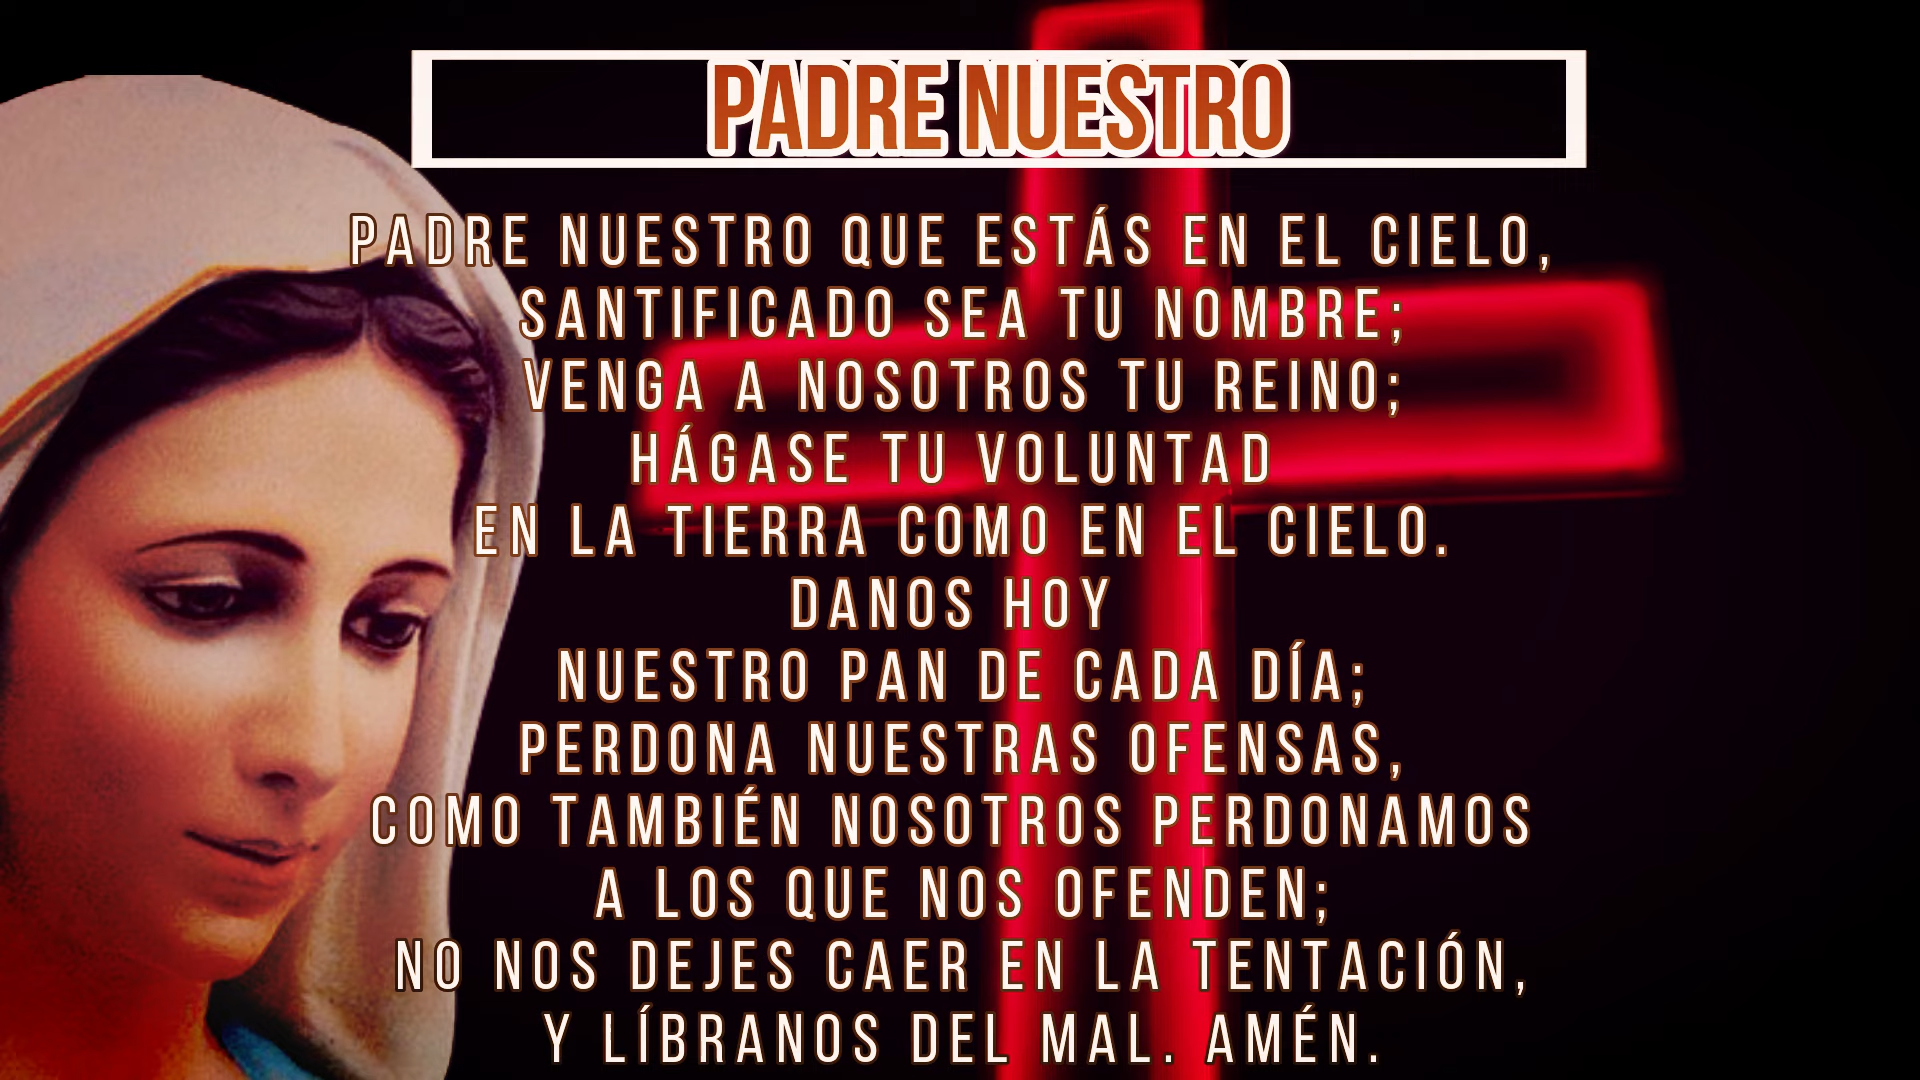 PADRE NUESTRO
PADRE NUESTRO QUE ESTÁS EN EL CIELO,
SANTIFICADO SEA TU NOMBRE;
VENGA A NOSOTROS TU REINO;
HÁGASE TU VOLUNTAD
EN LA TIERRA COMO EN EL CIELO.
DANOS HOY
NUESTRO PAN DE CADA DÍA;
PERDONA NUESTRAS OFENSAS,
COMO TAMBIÉN NOSOTROS PERDONAMOS
A LOS QUE NOS OFENDEN;
NO NOS DEJES CAER EN LA TENTACIÓN,
Y LÍBRANOS DEL MAL. AMÉN.